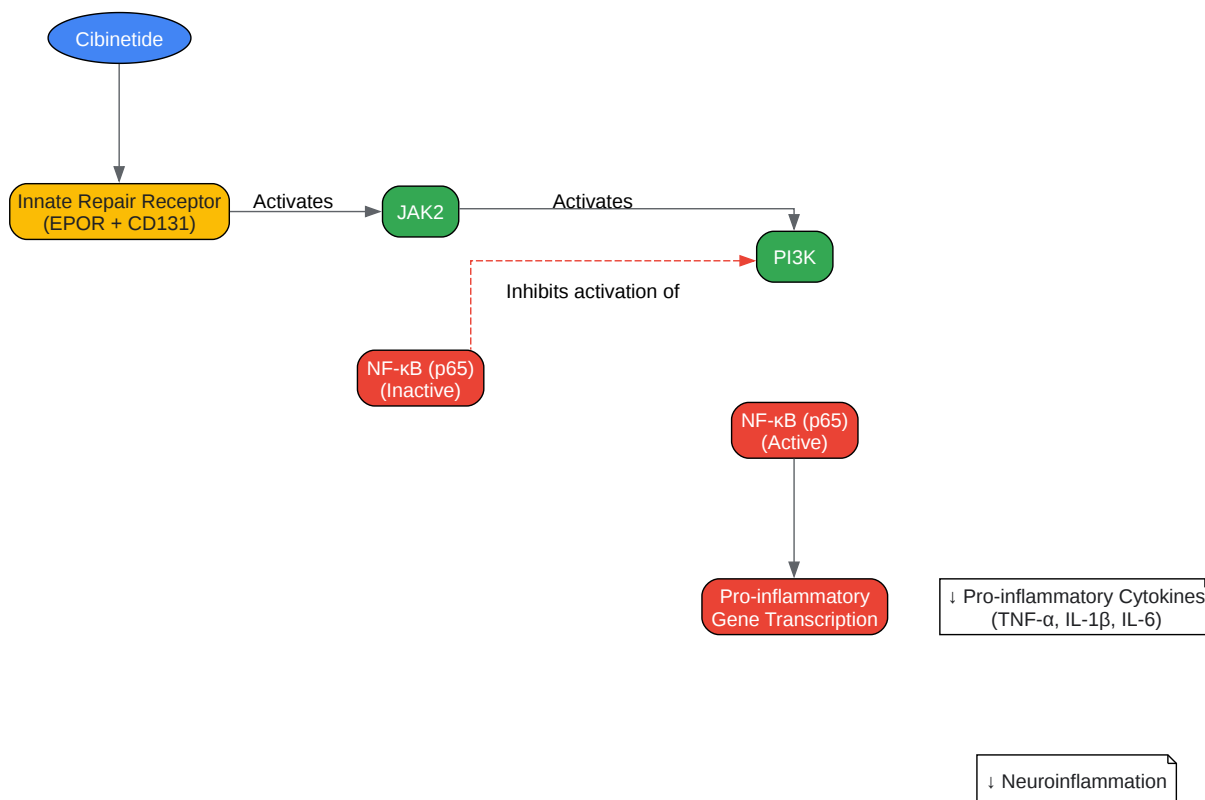 Cibinetide
Innate Repair Receptor
(EPOR + CD131)
Activates
JAK2
Activates
PI3K
Inhibits activation of
NF-κB (p65)
(Inactive)
NF-κB (p65)
(Active)
Pro-inflammatory
Gene Transcription
↓ Pro-inflammatory Cytokines
(TNF-α, IL-1β, IL-6)
↓ Neuroinflammation